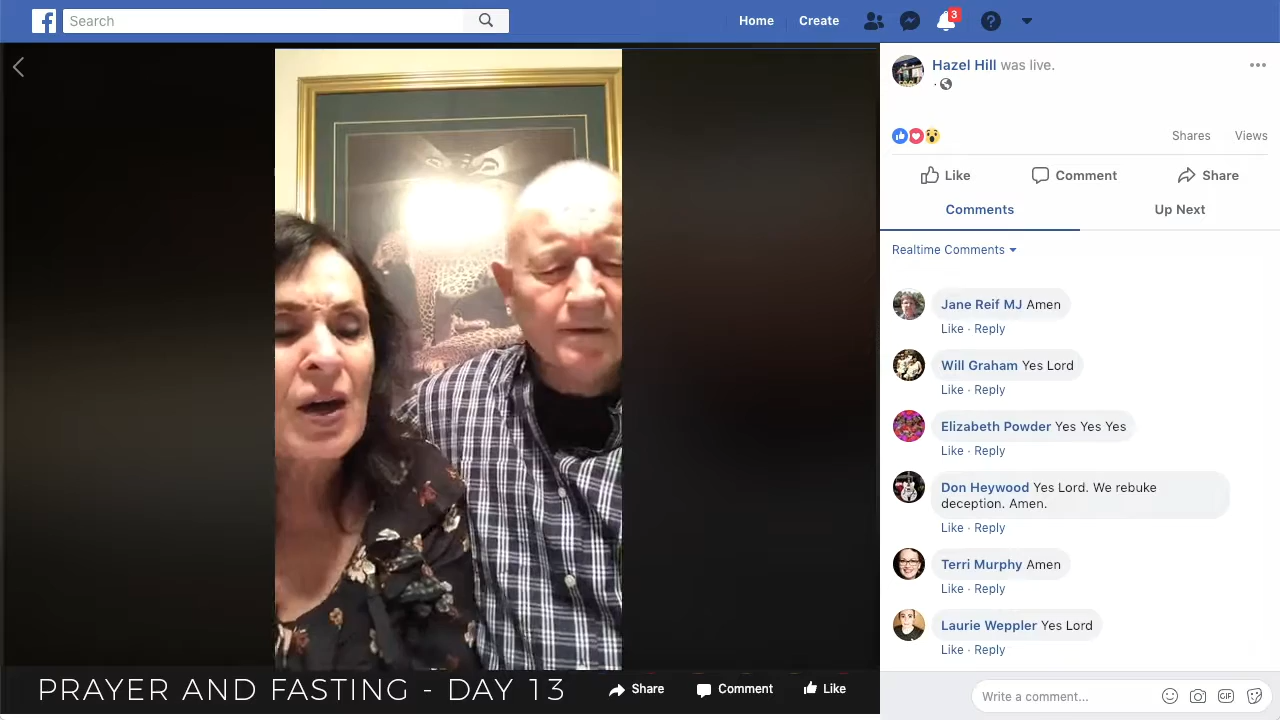 f Search Home Create 3
Hazel Hill was live.
Shares Views
Like Comment Share
Comments Up Next
Realtime Comments
Jane Reif MJ Amen
Like · Reply
Will Graham Yes Lord
Like · Reply
Elizabeth Powder Yes Yes Yes
Like · Reply
Don Heywood Yes Lord. We rebuke
deception. Amen.
Like · Reply
Terri Murphy Amen
Like · Reply
Laurie Weppler Yes Lord
Like · Reply
PRAYER AND FASTING - DAY 13 Share Comment Like
Write a comment... GIF